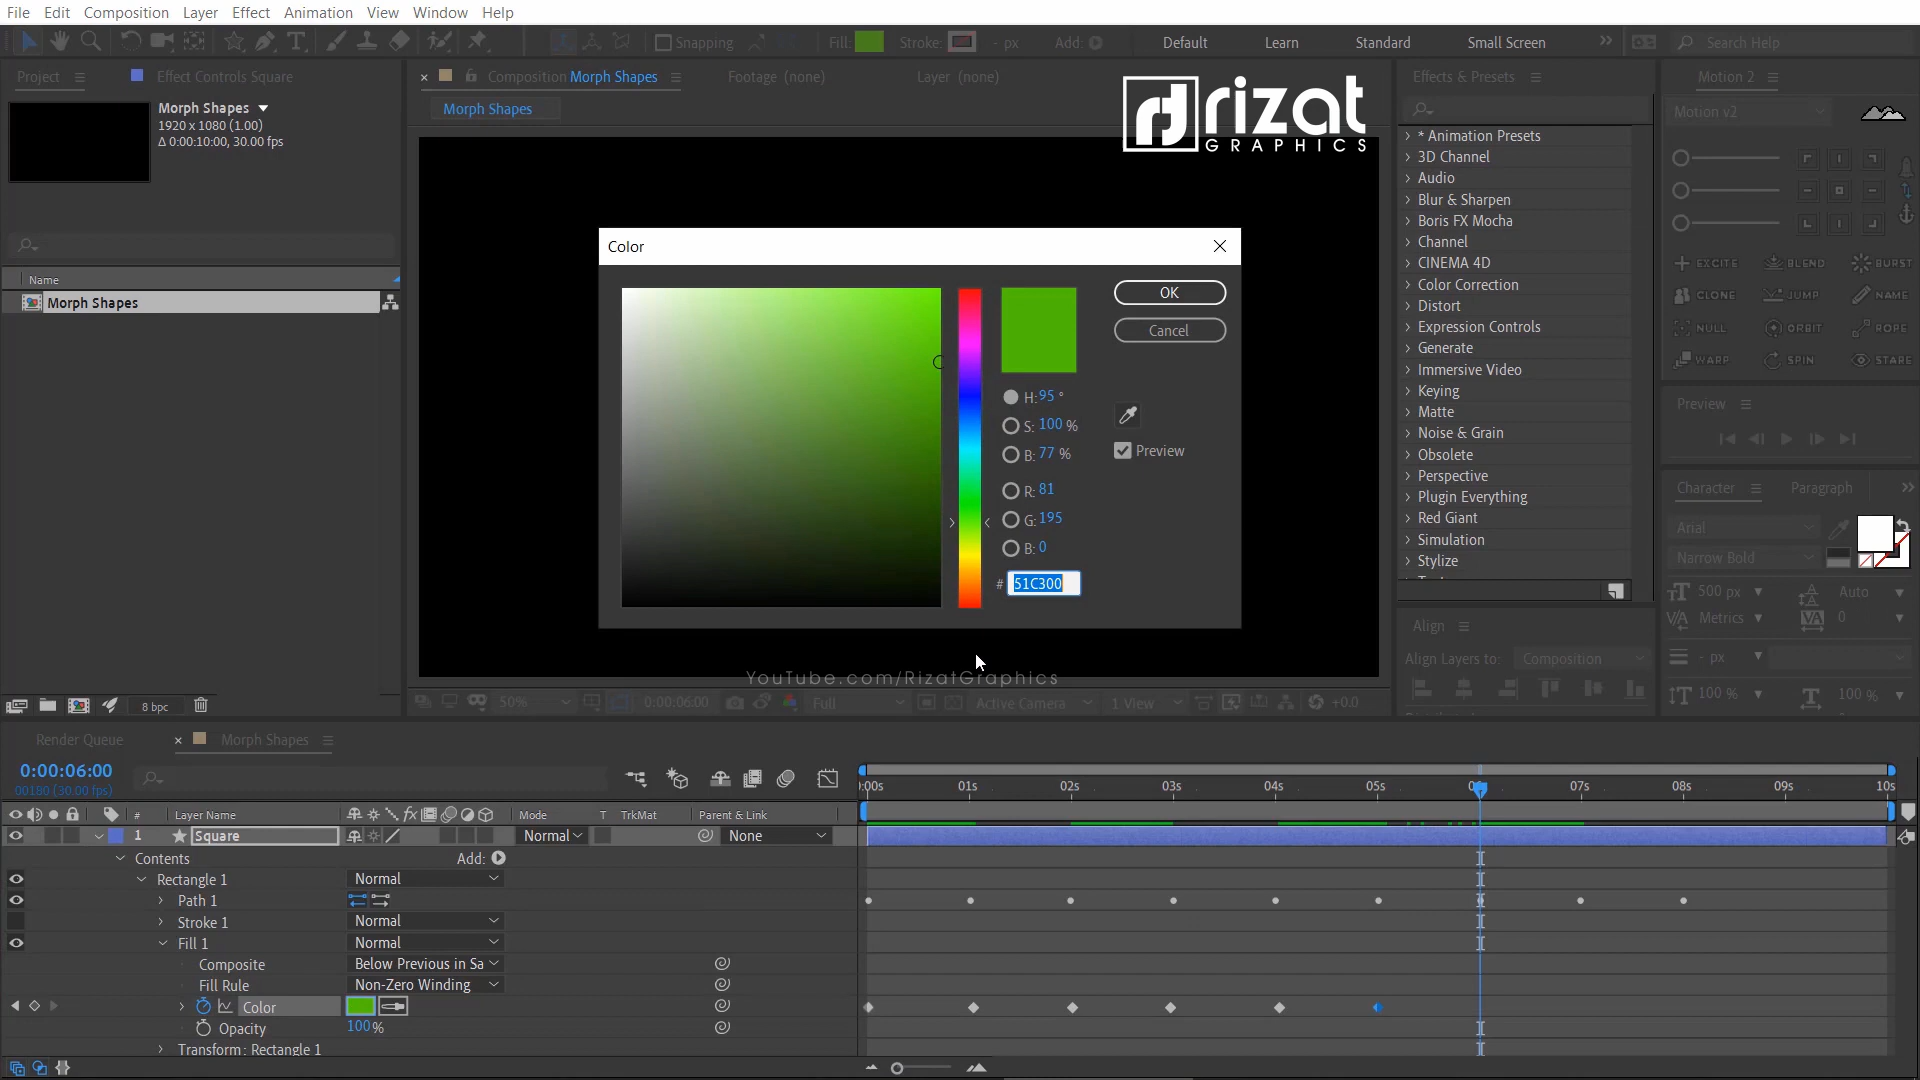 File Edit Composition Layer Effect Animation View Window Help
Snapping
Fill:
Stroke:
- px
Add:
Default
Learn
Standard
Small Screen
Search Help
Project
Effect Controls Square
Composition Morph Shapes
Footage (none)
Layer (none)
Effects & Presets
Motion 2
Morph Shapes
1920 x 1080 (1.00)
Δ 0:00:10:00, 30.00 fps
Morph Shapes
rizat
GRAPHICS
Motion v2
* Animation Presets
3D Channel
Audio
Blur & Sharpen
Boris FX Mocha
Channel
CINEMA 4D
Color Correction
Distort
Expression Controls
Generate
Immersive Video
Keying
Matte
Noise & Grain
Obsolete
Perspective
Plugin Everything
Red Giant
Simulation
Stylize
EXCITE BLEND BURST
CLONE JUMP NAME
NULL ORBIT ROPE
WARP SPIN STARE
Preview
Character
Paragraph
Arial
Narrow Bold
500 px
Auto
Metrics
0
- px
100 %
100 %
Name
Morph Shapes
8 bpc
Color
OK
Cancel
H: 95 °
S: 100 %
B: 77 %
Preview
R: 81
G: 195
B: 0
# 51C300
YouTube.com/RizatGraphics
50%
0:00:06:00
Full
Active Camera
1 View
+0.0
Align
Align Layers to:
Composition
Render Queue
Morph Shapes
0:00:06:00
00180 (30.00 fps)
:00s 01s 02s 03s 04s 05s 07s 08s 09s 10s
# Layer Name Mode T TrkMat Parent & Link
1 Square Normal None
Contents Add:
Rectangle 1 Normal
Path 1
Stroke 1 Normal
Fill 1 Normal
Composite Below Previous in Sa
Fill Rule Non-Zero Winding
Color
Opacity 100%
Transform: Rectangle 1